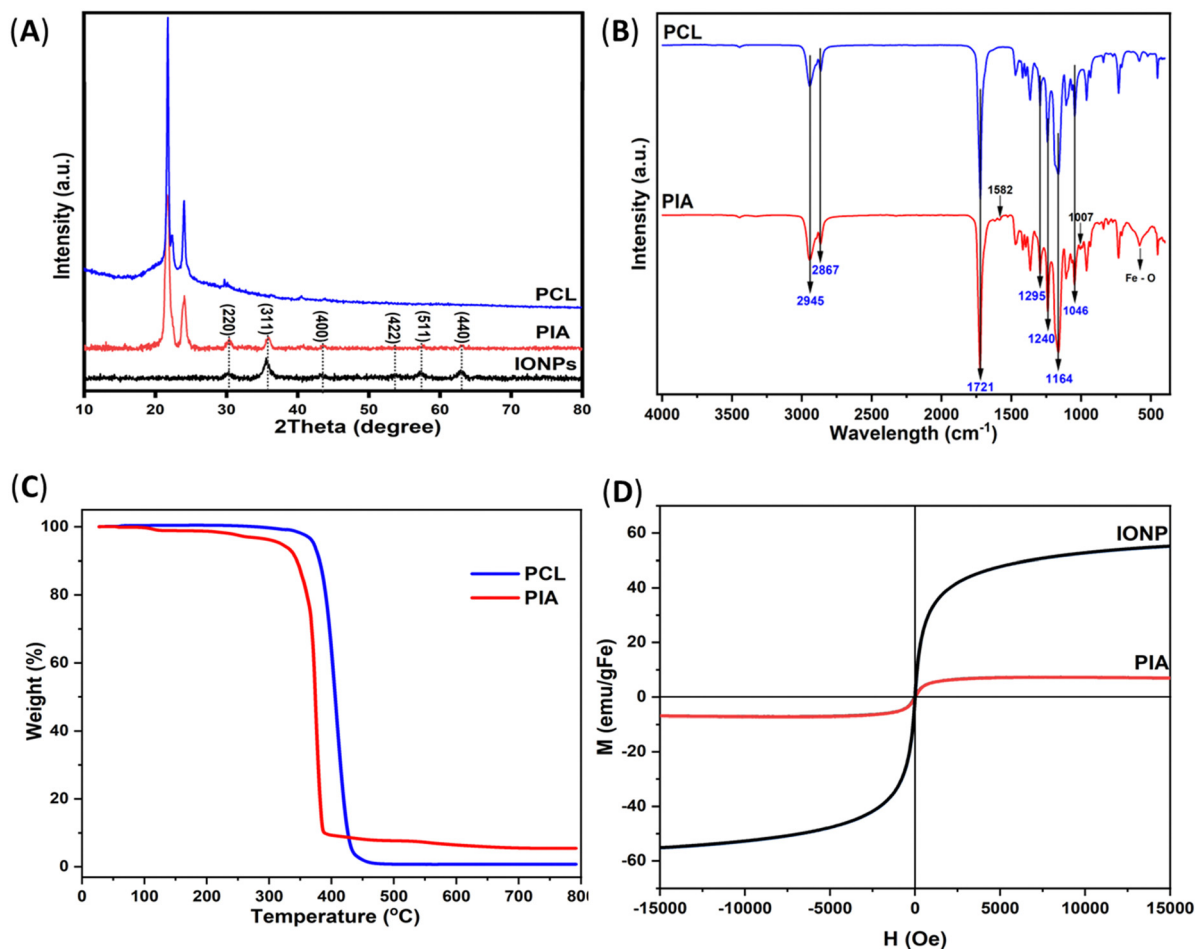 (A)
Intensity (a.u.)
PCL
PIA
IONPs
(220)
(311)
(400)
(422)
(511)
(440)
10 20 30 40 50 60 70 80
2Theta (degree)
(B)
Intensity (a.u.)
PCL
PIA
1582
1007
2867
2945
1295
1046
1240
1721
1164
Fe - O
4000 3500 3000 2500 2000 1500 1000 500
Wavelength (cm-1)
(C)
Weight (%)
100
80
60
40
20
0
PCL
PIA
0 100 200 300 400 500 600 700 800
Temperature (°C)
(D)
M (emu/gFe)
60
40
20
0
-20
-40
-60
IONP
PIA
-15000 -10000 -5000 0 5000 10000 15000
H (Oe)